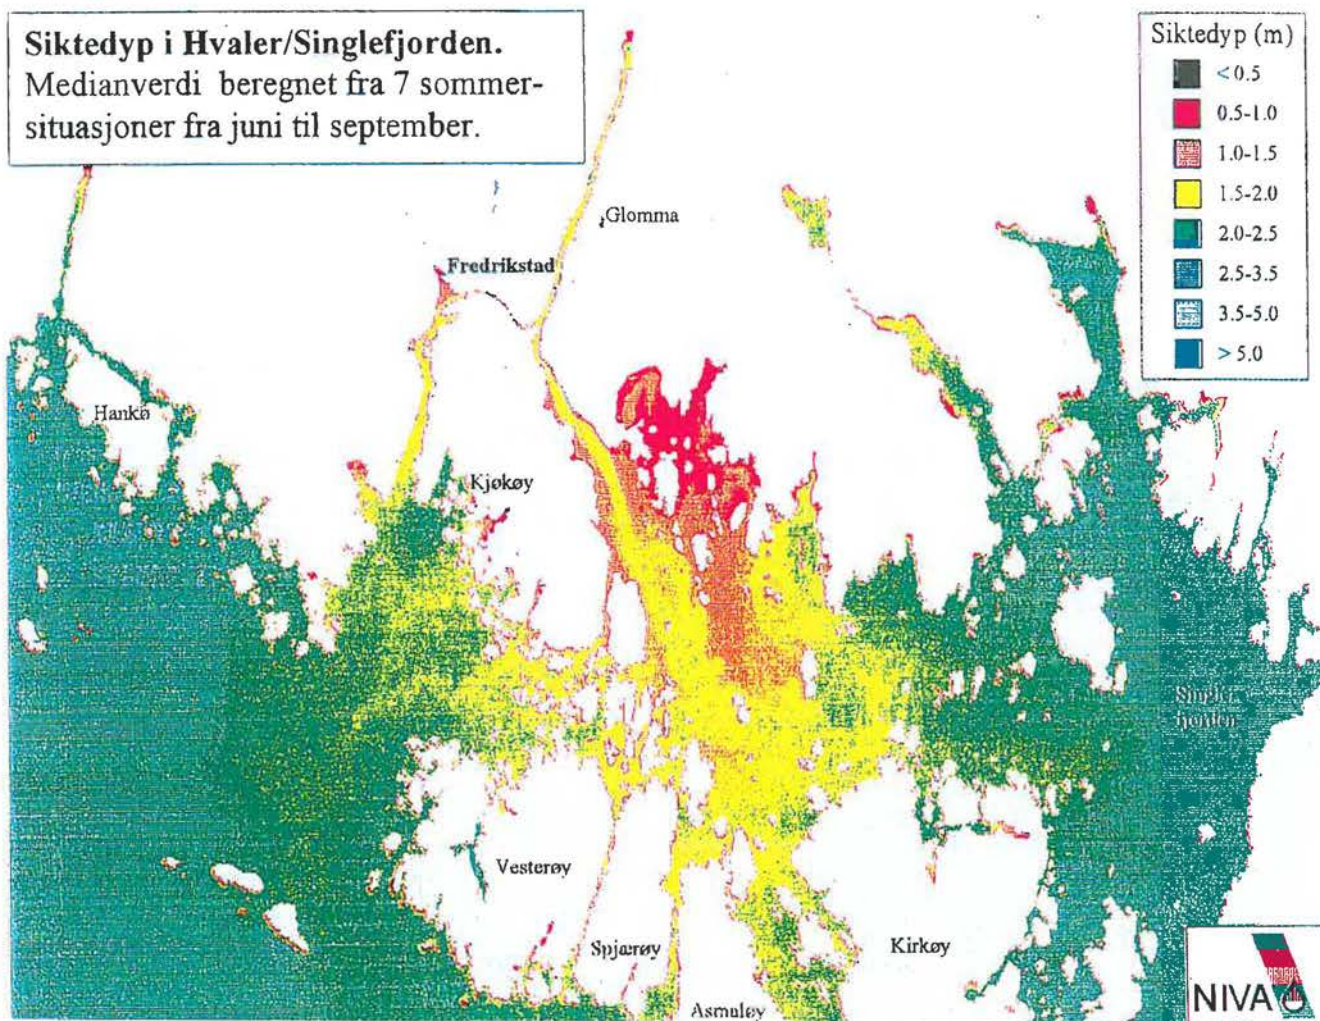 Siktedyp i Hvaler/Singlefjorden.
Medianverdi beregnet fra 7 sommer-
situasjoner fra juni til september.
Siktedyp (m)
< 0.5
0.5-1.0
1.0-1.5
1.5-2.0
2.0-2.5
2.5-3.5
3.5-5.0
> 5.0
Glomma
Fredrikstad
Hankø
Kjøkøy
fjorden
Vesterøy
Spjærøy
Kirkøy
Asmaløy
NIVA